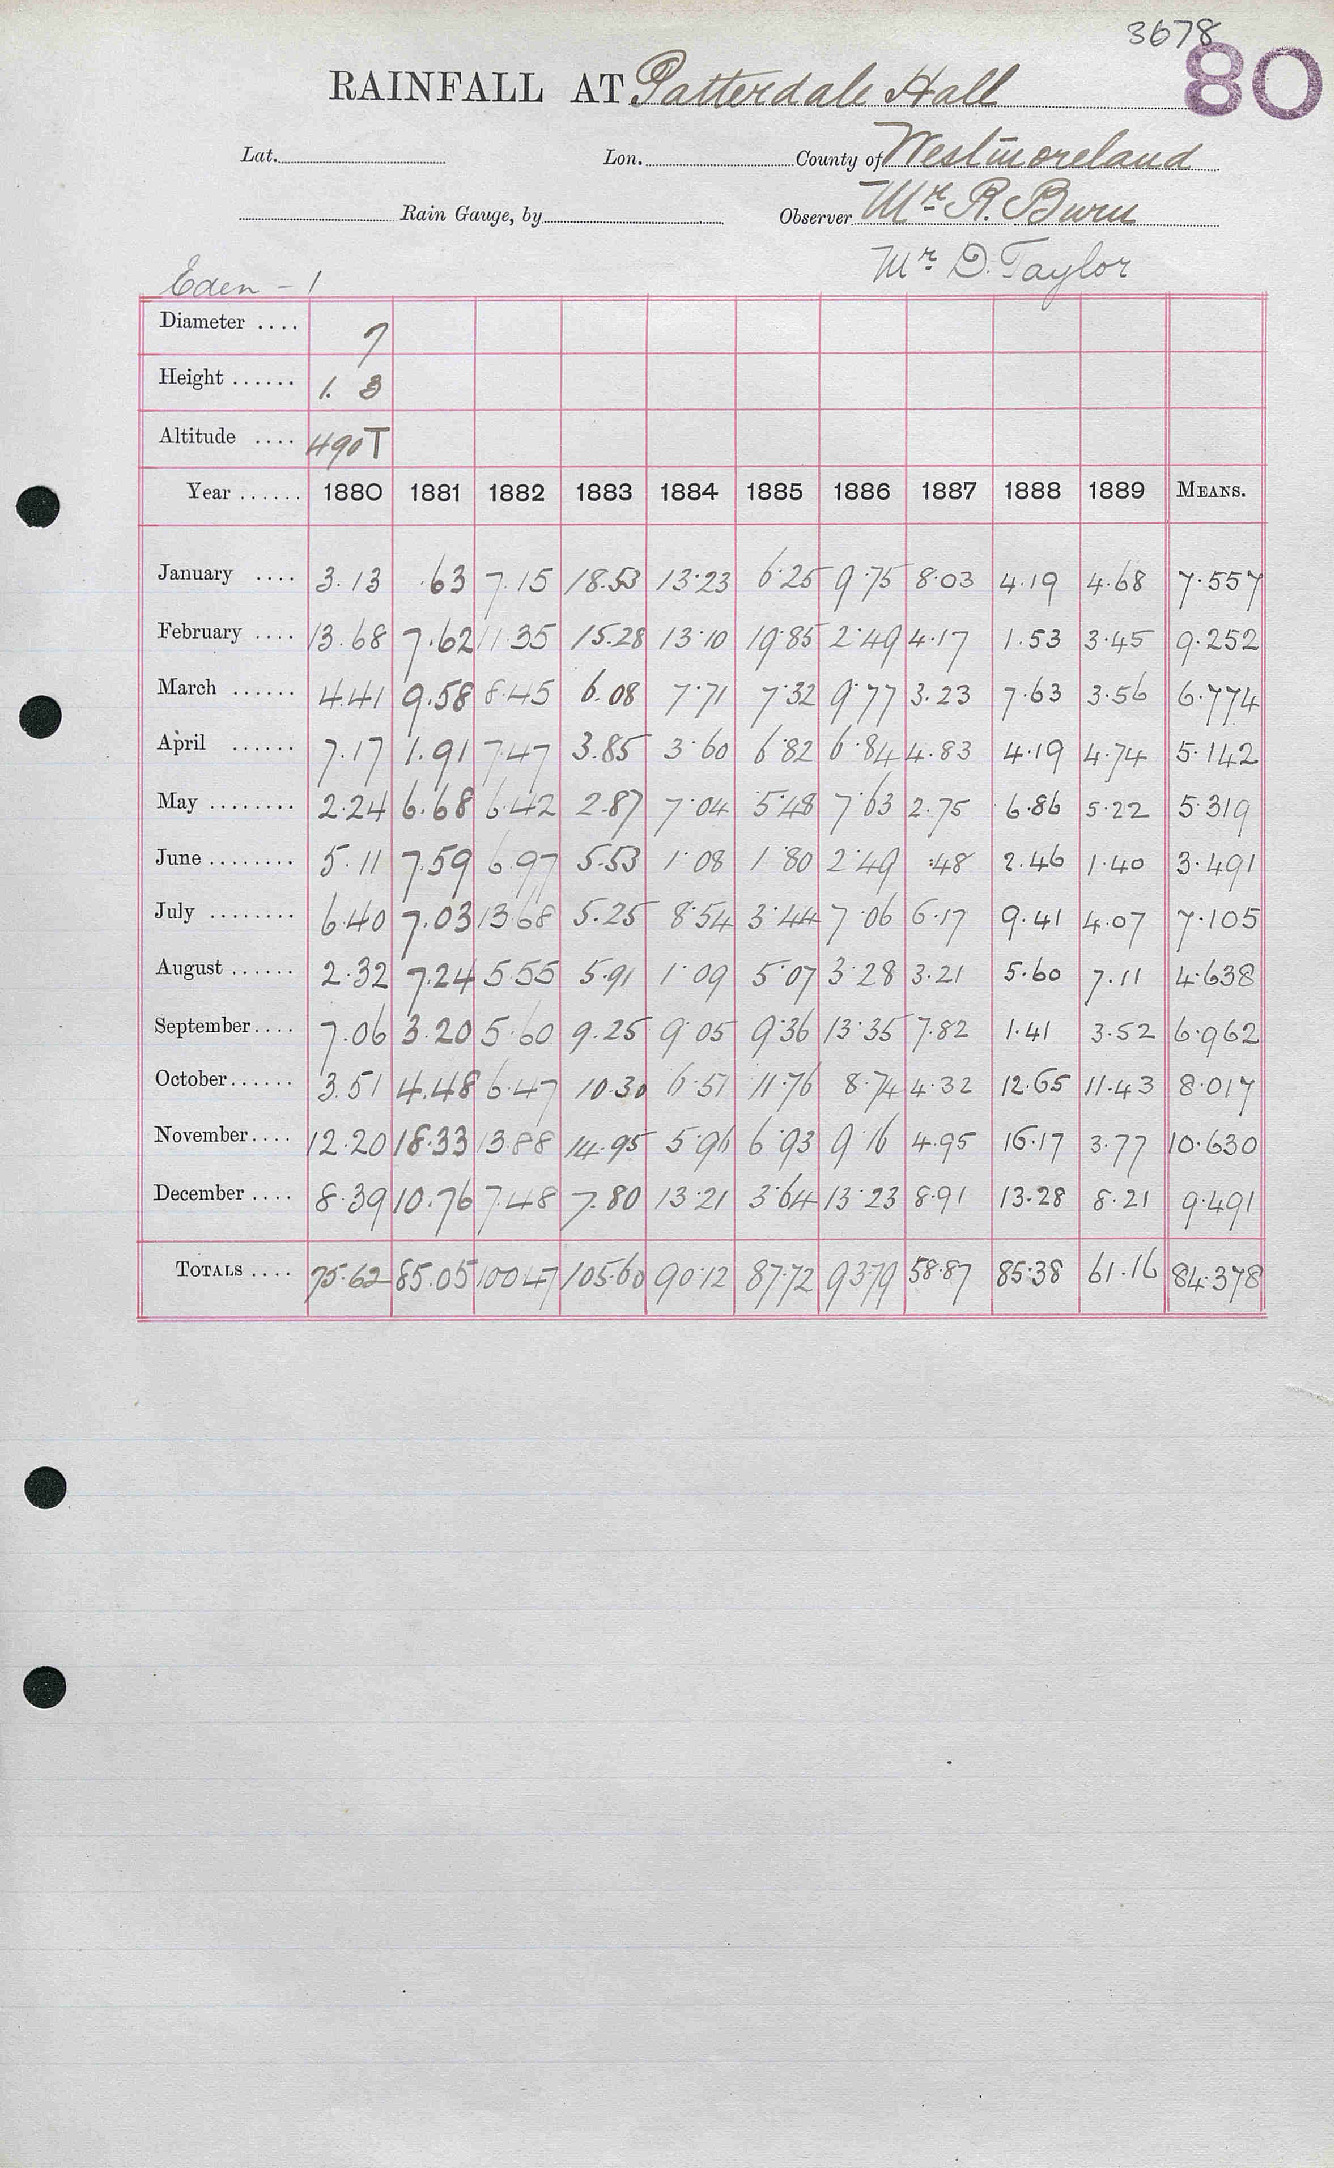 3678
80
RAINFALL AT Patterdale Hall
Lat. Lon. County of Westmoreland
Rain Gauge, by Observer Mr R. Burn
Mr D. Taylor
Eden - 1
Diameter .... 7
Height ...... 1. 3
Altitude .... 490 T
Year ...... 1880 1881 1882 1883 1884 1885 1886 1887 1888 1889 MEANS.
January .... 3.13 .63 7.15 18.53 13.23 6.25 9.75 8.03 4.19 4.68 7.557
February .... 13.68 7.62 11.35 15.28 13.10 19.85 2.49 4.17 1.53 3.45 9.252
March ...... 4.41 9.58 8.45 6.08 7.71 7.32 9.77 3.23 7.63 3.56 6.774
April ...... 7.17 1.91 7.47 3.85 3.60 6.82 6.84 4.83 4.19 4.74 5.142
May ........ 2.24 6.68 6.42 2.87 7.04 5.48 7.63 2.75 6.86 5.22 5.319
June ........ 5.11 7.59 6.97 5.53 1.08 1.80 2.49 .48 2.46 1.40 3.491
July ........ 6.40 7.03 13.68 5.25 8.54 3.44 7.06 6.17 9.41 4.07 7.105
August ...... 2.32 7.24 5.55 5.91 1.09 5.07 3.28 3.21 5.60 7.11 4.638
September.... 7.06 3.20 5.60 9.25 9.05 9.36 13.35 7.82 1.41 3.52 6.962
October...... 3.51 4.48 6.47 10.30 6.51 11.76 8.74 4.32 12.65 11.43 8.017
November.... 12.20 18.33 13.88 14.95 5.96 6.93 9.16 4.95 16.17 3.77 10.630
December .... 8.39 10.76 7.48 7.80 13.21 3.64 13.23 8.91 13.28 8.21 9.491
TOTALS .... 75.62 85.05 100.47 105.60 90.12 87.72 93.79 58.87 85.38 61.16 84.378